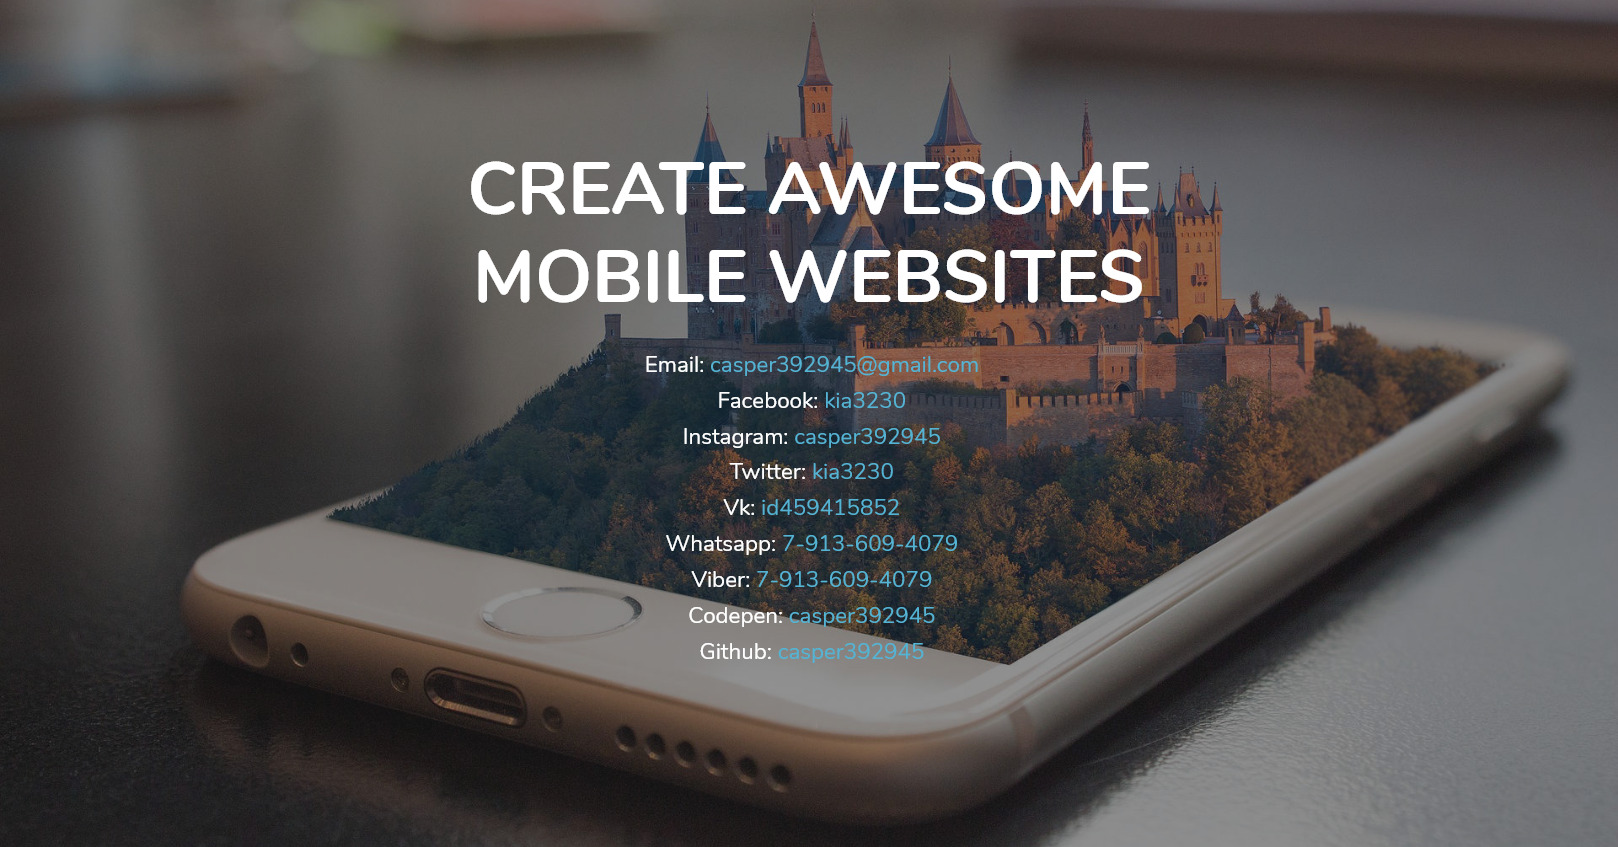 CREATE AWESOME
MOBILE WEBSITES
Email: casper392945@gmail.com
Facebook: kia3230
Instagram: casper392945
Twitter: kia3230
Vk: id459415852
Whatsapp: 7-913-609-4079
Viber: 7-913-609-4079
Codepen: casper392945
Github: casper392945